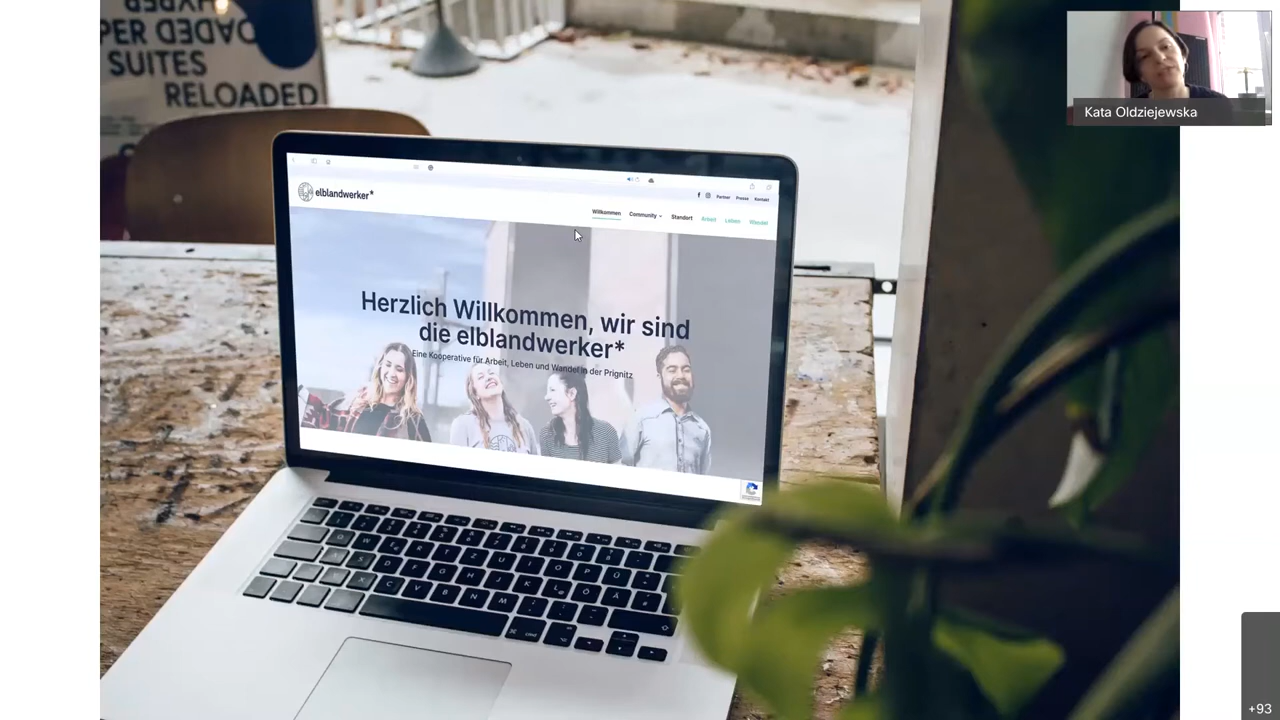 PER
SUITES
RELOADED
Kata Oldziejewska
elblandwerker*
Partner Presse Kontakt
Willkommen Community Standort Arbeit Leben Wandel
Herzlich Willkommen, wir sind
die elblandwerker*
Eine Kooperative für Arbeit, Leben und Wandel in der Prignitz
+93